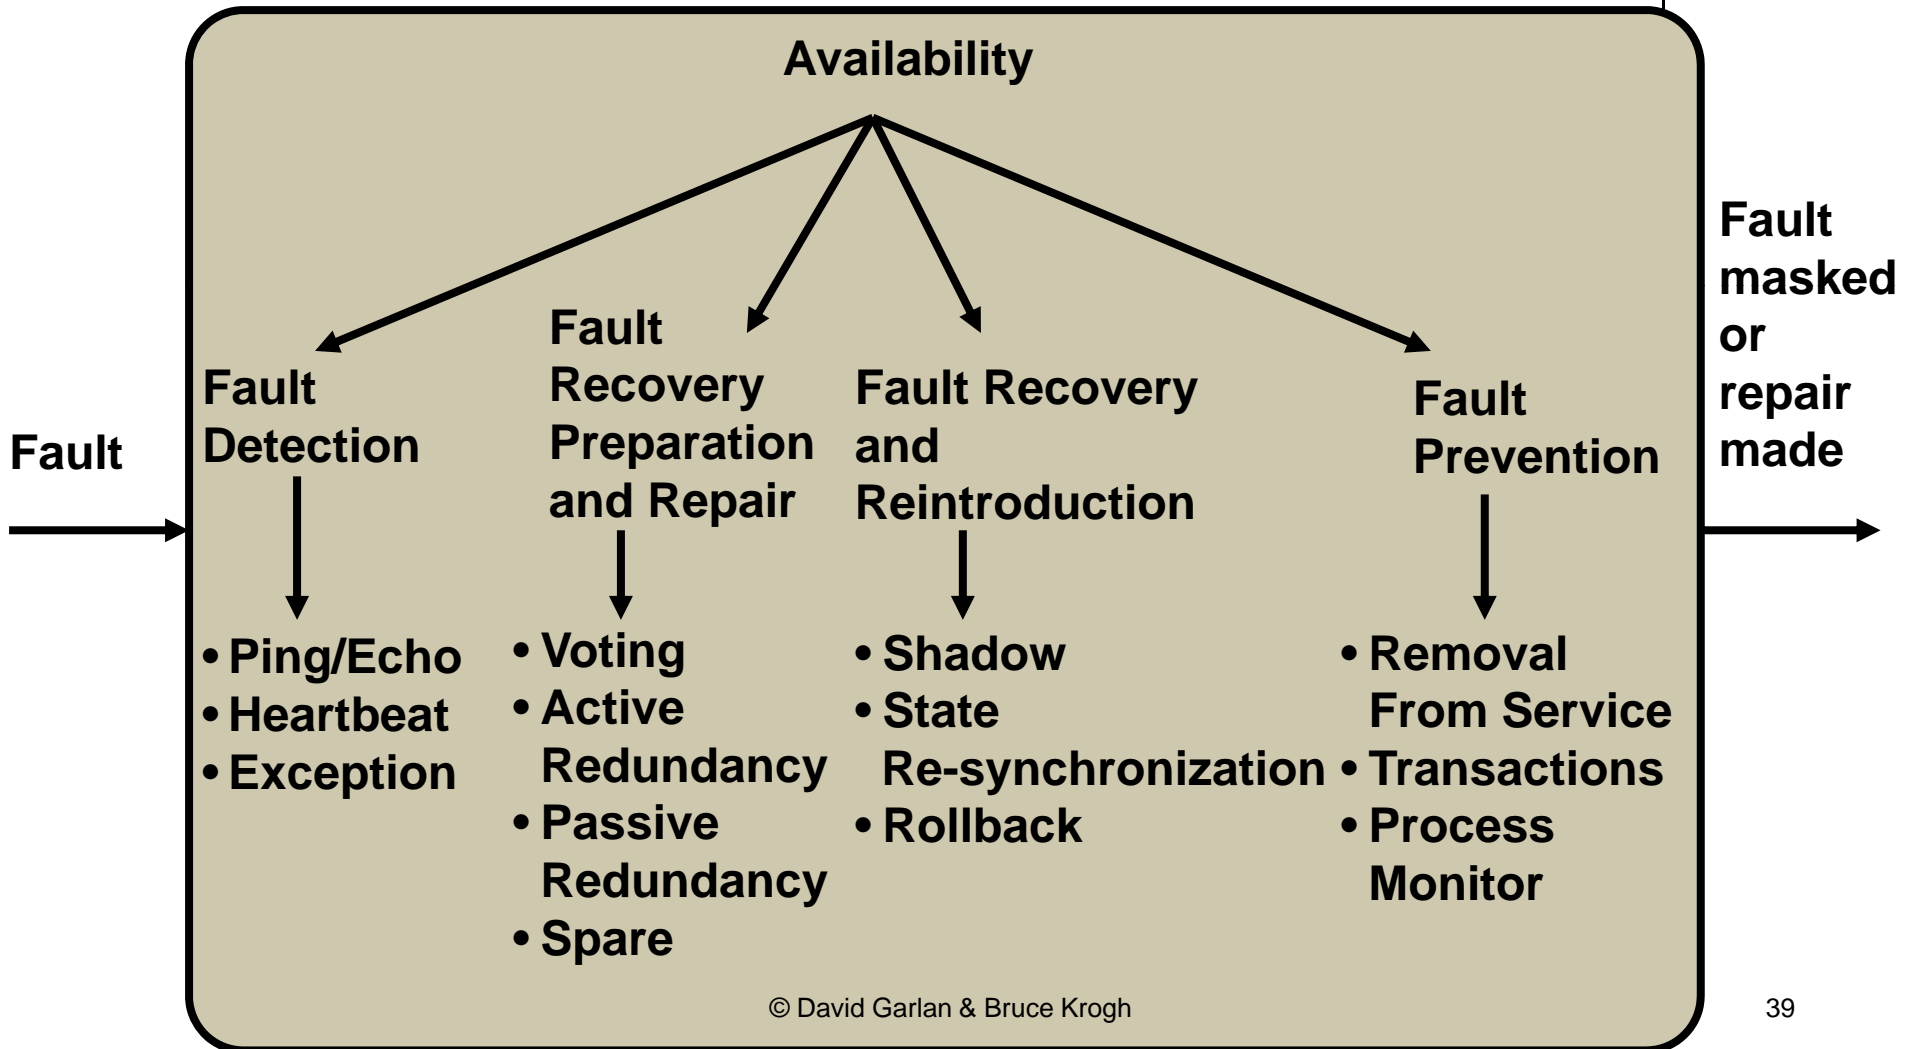 Availability
Fault
Fault
Detection
• Ping/Echo
• Heartbeat
• Exception
Fault
Recovery
Preparation
and Repair
• Voting
• Active
Redundancy
• Passive
Redundancy
• Spare
Fault Recovery
and
Reintroduction
• Shadow
• State
Re-synchronization
• Rollback
Fault
Prevention
• Removal
From Service
• Transactions
• Process
Monitor
Fault
masked
or
repair
made
© David Garlan & Bruce Krogh
39